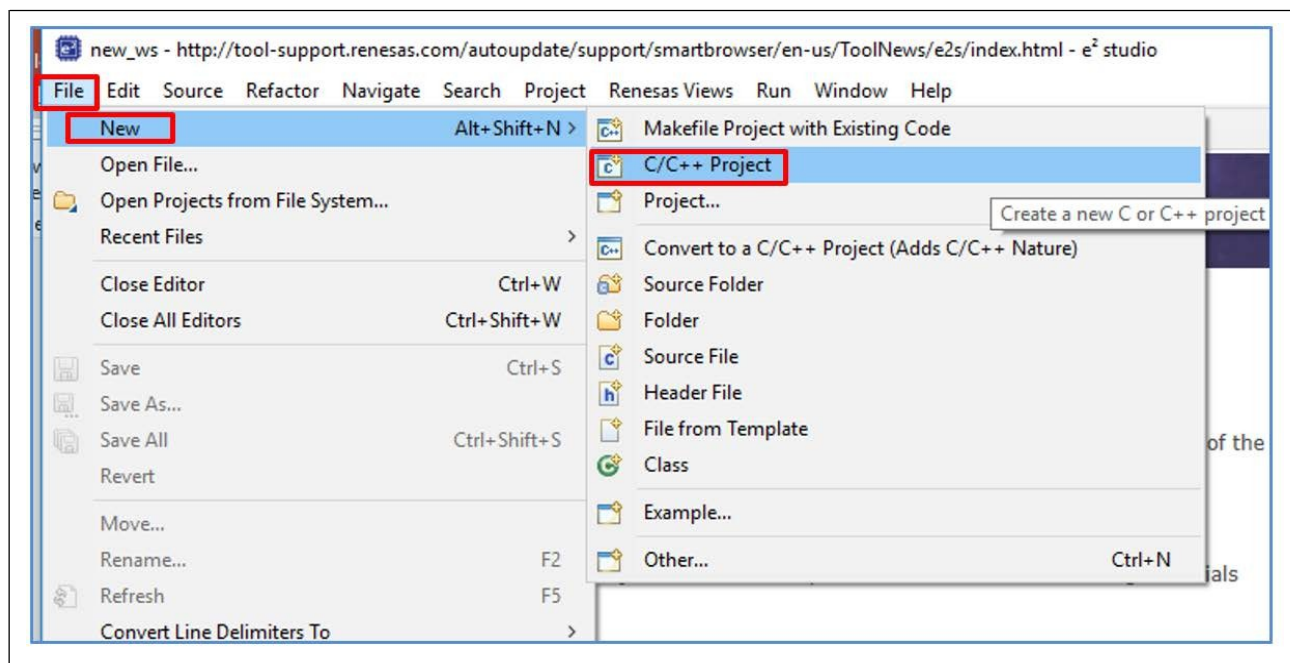 new_ws - http://tool-support.renesas.com/autoupdate/support/smartbrowser/en-us/ToolNews/e2s/index.html - e² studio
File Edit Source Refactor Navigate Search Project Renesas Views Run Window Help
New Alt+Shift+N >
Open File...
Open Projects from File System...
Recent Files >
Close Editor Ctrl+W
Close All Editors Ctrl+Shift+W
Save Ctrl+S
Save As...
Save All Ctrl+Shift+S
Revert
Move...
Rename... F2
Refresh F5
Convert Line Delimiters To >
Makefile Project with Existing Code
C/C++ Project
Project...
Create a new C or C++ project
Convert to a C/C++ Project (Adds C/C++ Nature)
Source Folder
Folder
Source File
Header File
File from Template
Class
Example...
Other... Ctrl+N
of the
ials